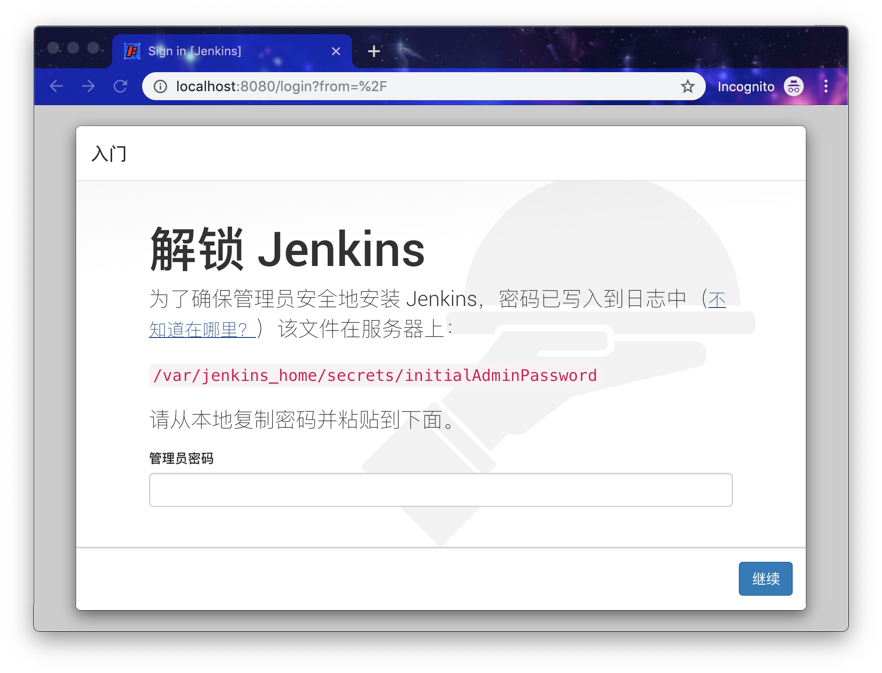 Sign in [Jenkins]
localhost:8080/login?from=%2F
Incognito
入门
解锁 Jenkins
为了确保管理员安全地安装 Jenkins，密码已写入到日志中（不
知道在哪里？）该文件在服务器上：
/var/jenkins_home/secrets/initialAdminPassword
请从本地复制密码并粘贴到下面。
管理员密码
继续